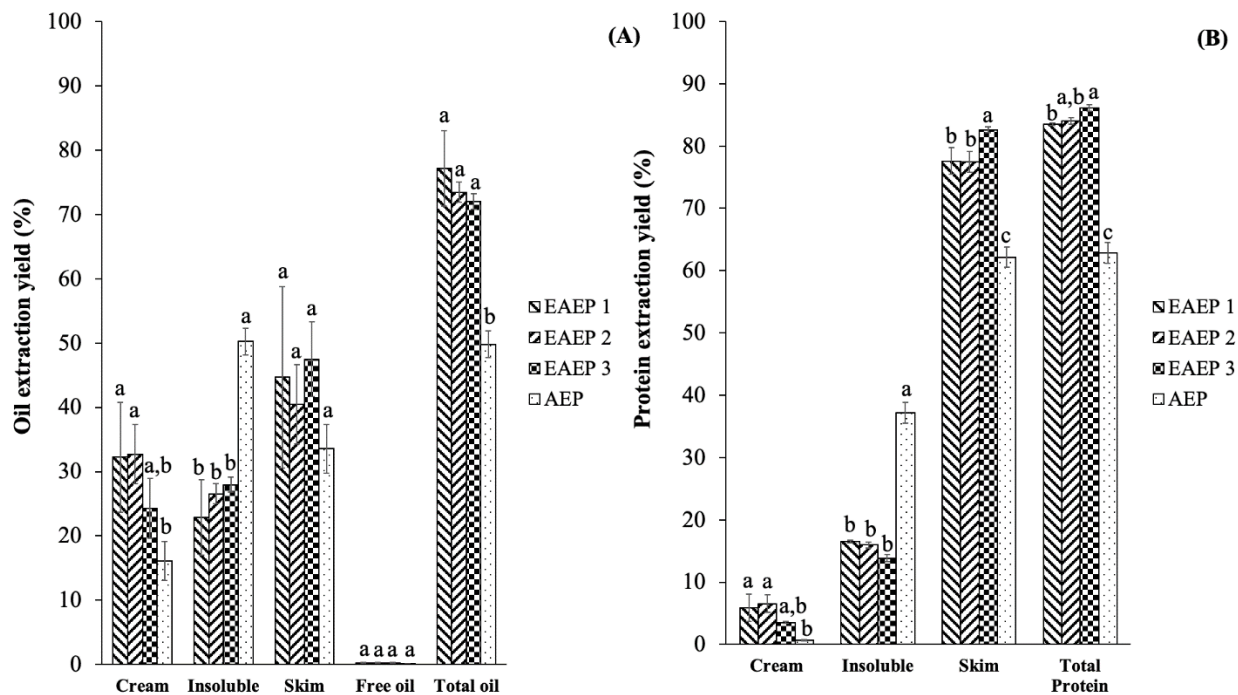 (A)
Oil extraction yield (%)
100
90
80
70
60
50
40
30
20
10
0
a a a,b b
b b b a
a a a a
a a a a
a a a b
Cream Insoluble Skim Free oil Total oil
EAEP 1
EAEP 2
EAEP 3
AEP
(B)
Protein extraction yield (%)
100
90
80
70
60
50
40
30
20
10
0
a a a,b b
b b b a
b b a c
b a,b a c
Cream Insoluble Skim Total
Protein
EAEP 1
EAEP 2
EAEP 3
AEP